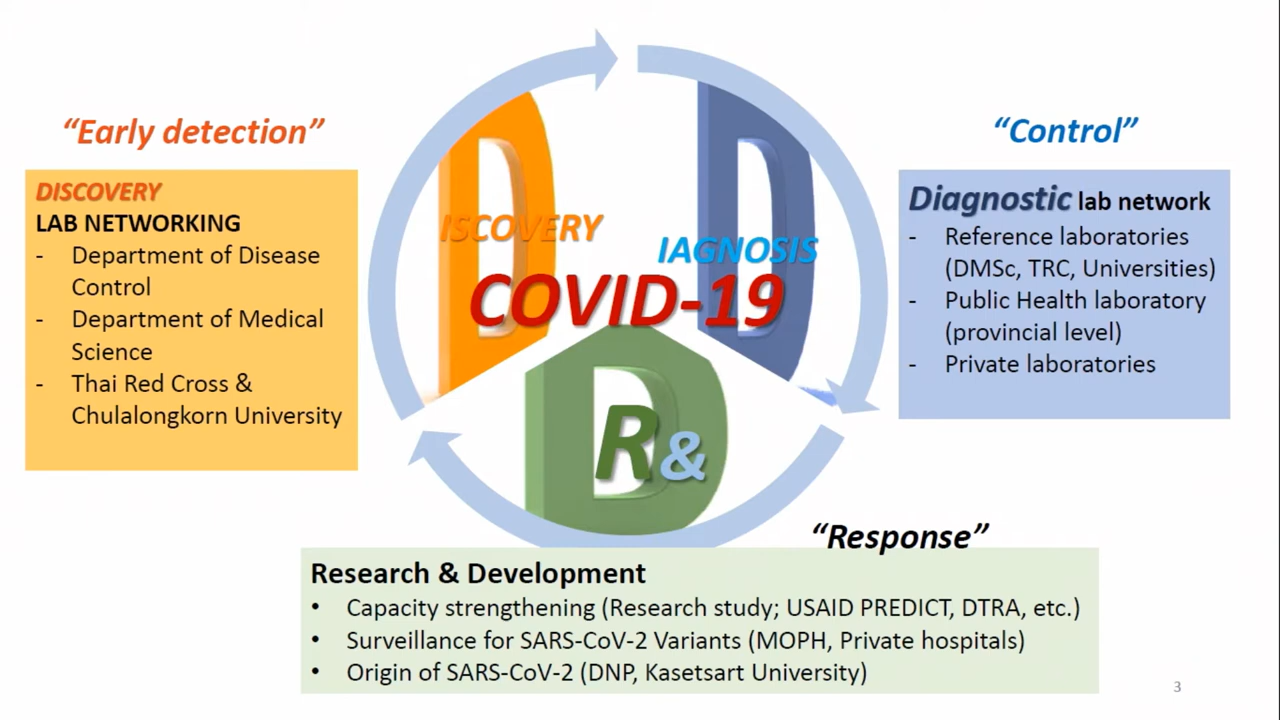 “Early detection”
DISCOVERY
LAB NETWORKING
- Department of Disease
Control
- Department of Medical
Science
- Thai Red Cross &
Chulalongkorn University
DISCOVERY
DIAGNOSIS
COVID-19
R&D
“Control”
Diagnostic lab network
- Reference laboratories
(DMSc, TRC, Universities)
- Public Health laboratory
(provincial level)
- Private laboratories
“Response”
Research & Development
• Capacity strengthening (Research study; USAID PREDICT, DTRA, etc.)
• Surveillance for SARS-CoV-2 Variants (MOPH, Private hospitals)
• Origin of SARS-CoV-2 (DNP, Kasetsart University)
3